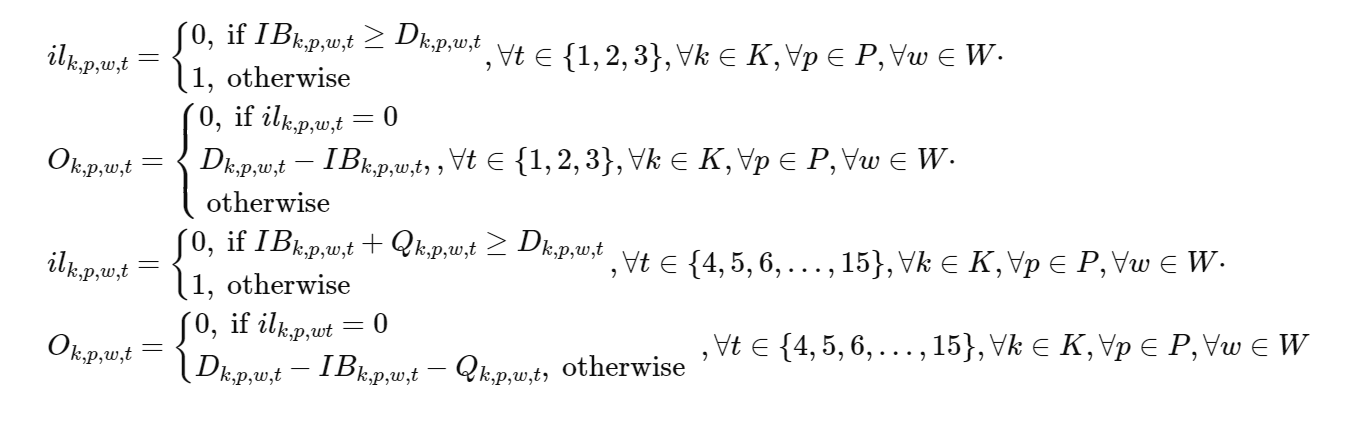 il_{k,p,w,t} = { 0, if IB_{k,p,w,t} ≥ D_{k,p,w,t}
1, otherwise , ∀t ∈ {1, 2, 3}, ∀k ∈ K, ∀p ∈ P, ∀w ∈ W.
O_{k,p,w,t} = { 0, if il_{k,p,w,t} = 0
D_{k,p,w,t} − IB_{k,p,w,t}, , ∀t ∈ {1, 2, 3}, ∀k ∈ K, ∀p ∈ P, ∀w ∈ W.
otherwise
il_{k,p,w,t} = { 0, if IB_{k,p,w,t} + Q_{k,p,w,t} ≥ D_{k,p,w,t}
1, otherwise , ∀t ∈ {4, 5, 6, …, 15}, ∀k ∈ K, ∀p ∈ P, ∀w ∈ W.
O_{k,p,w,t} = { 0, if il_{k,p,wt} = 0
D_{k,p,w,t} − IB_{k,p,w,t} − Q_{k,p,w,t}, otherwise , ∀t ∈ {4, 5, 6, …, 15}, ∀k ∈ K, ∀p ∈ P, ∀w ∈ W